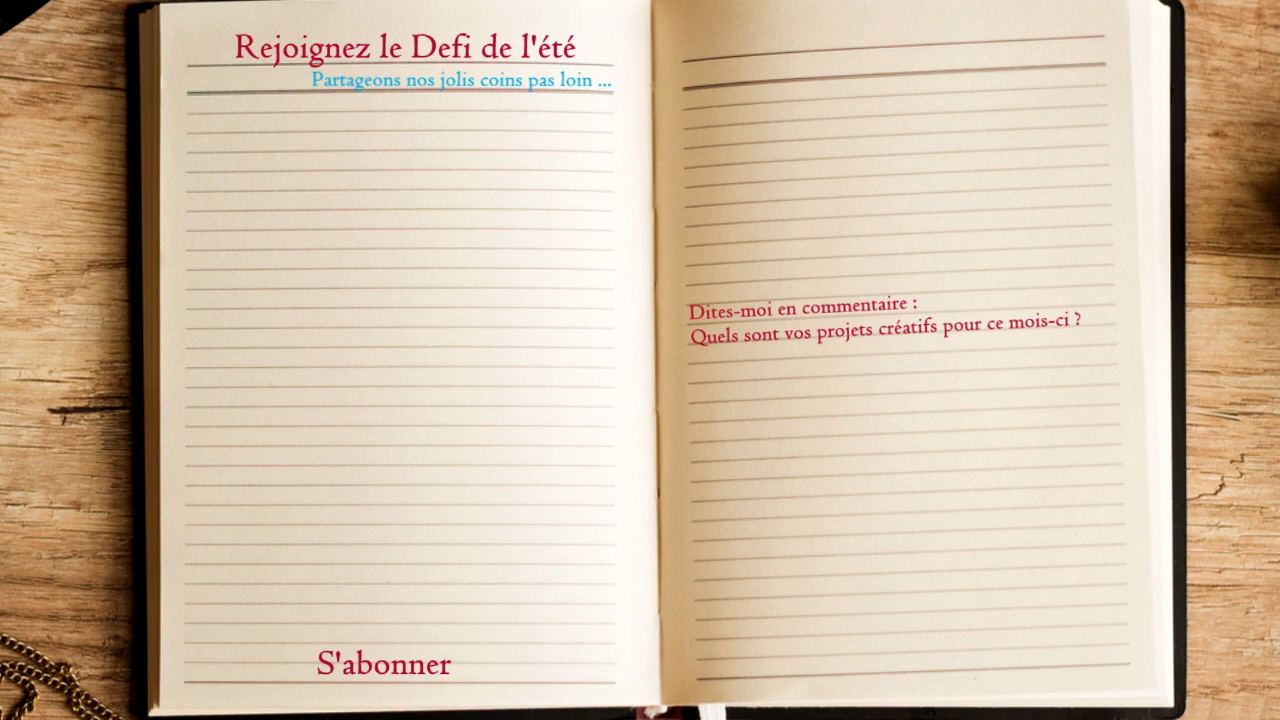 Rejoignez le Defi de l'été
Partageons nos jolis coins pas loin ...
S'abonner
Dites-moi en commentaire :
Quels sont vos projets créatifs pour ce mois-ci ?